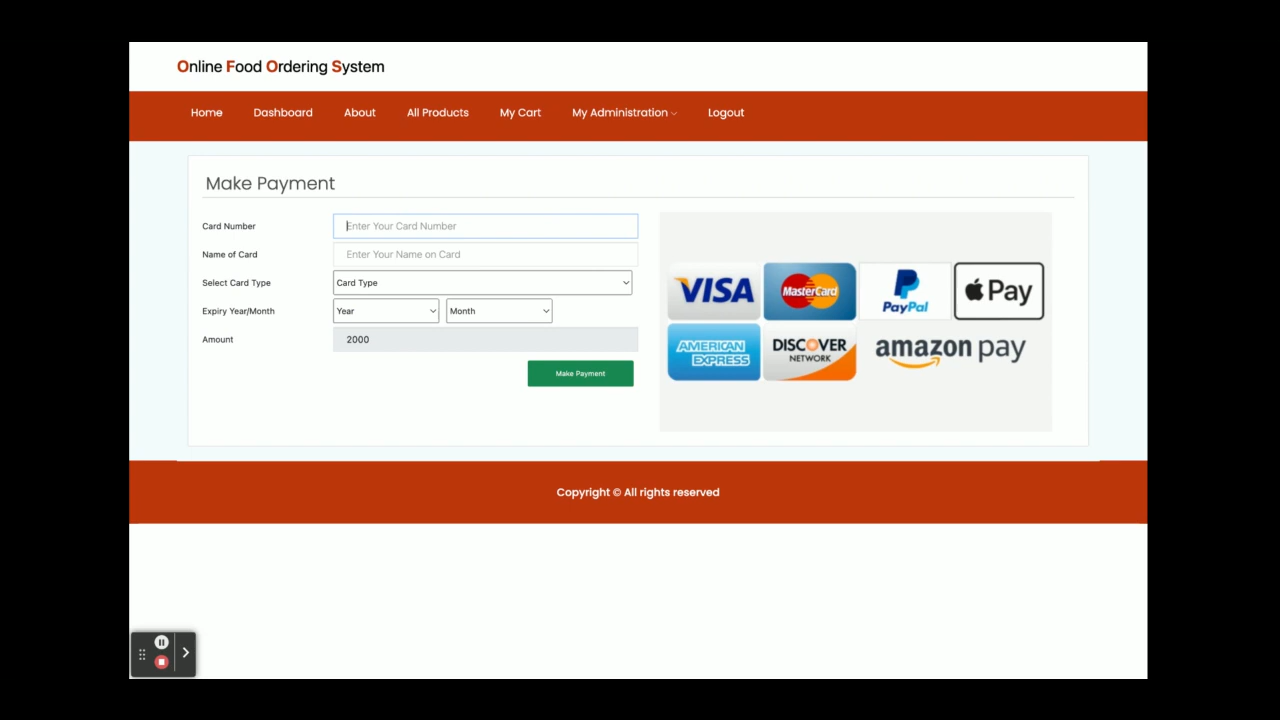 Online Food Ordering System
Home Dashboard About All Products My Cart My Administration Logout
Make Payment
Card Number Enter Your Card Number
Name of Card Enter Your Name on Card
Select Card Type Card Type
Expiry Year/Month Year Month
Amount 2000
Make Payment
VISA MasterCard PayPal Pay
AMERICAN EXPRESS DISCOVER NETWORK amazon pay
Copyright © All rights reserved